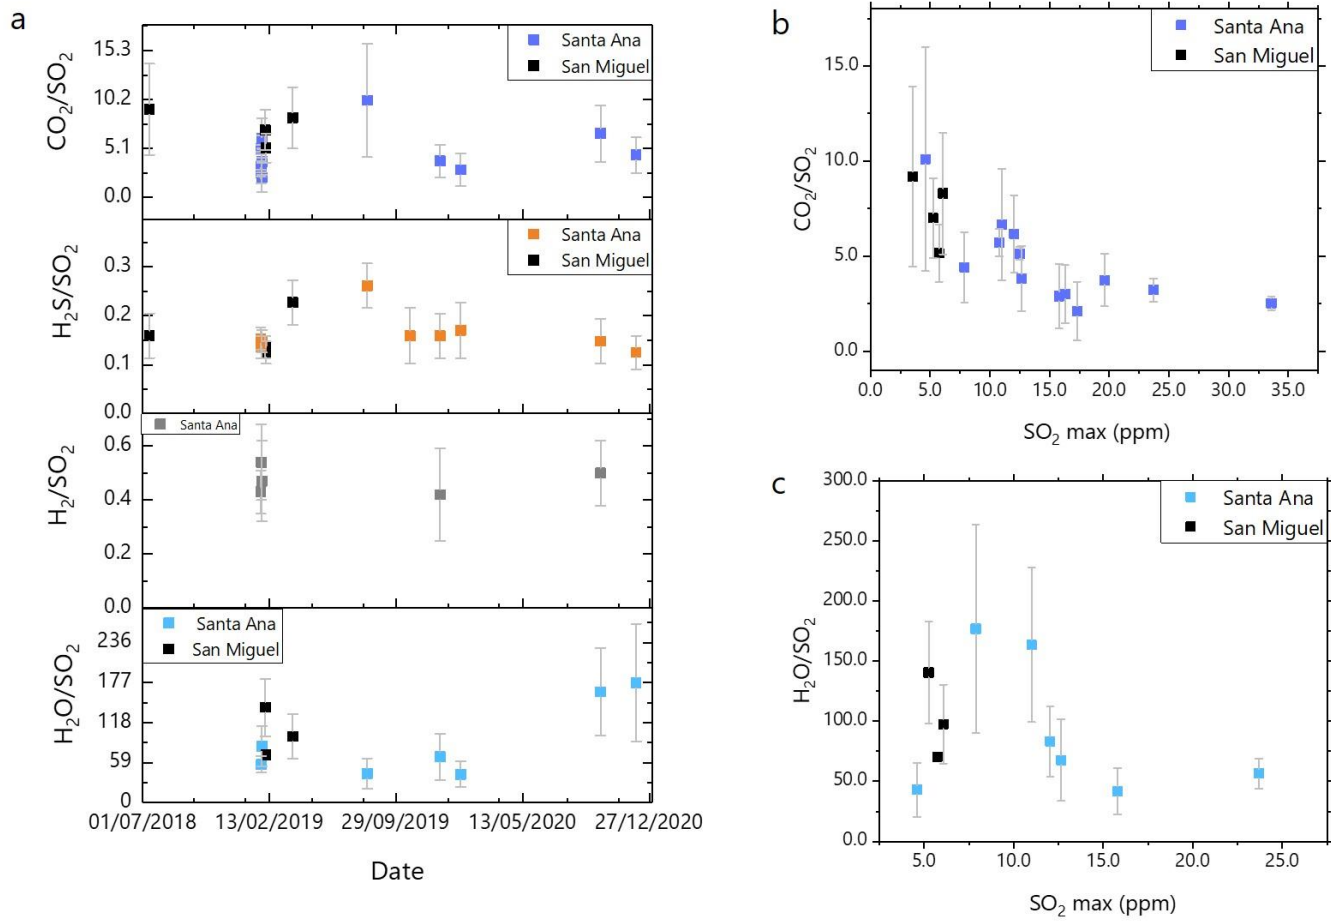 a
CO₂/SO₂
15.3
10.2
5.1
0.0
Santa Ana
San Miguel
H₂S/SO₂
0.3
0.2
0.1
0.0
Santa Ana
San Miguel
H₂/SO₂
0.6
0.4
0.2
0.0
Santa Ana
H₂O/SO₂
236
177
118
59
0
Santa Ana
San Miguel
01/07/2018 13/02/2019 29/09/2019 13/05/2020 27/12/2020
Date
b
CO₂/SO₂
15.0
10.0
5.0
0.0
Santa Ana
San Miguel
0.0 5.0 10.0 15.0 20.0 25.0 30.0 35.0
SO₂ max (ppm)
c
H₂O/SO₂
300.0
250.0
200.0
150.0
100.0
50.0
0.0
Santa Ana
San Miguel
5.0 10.0 15.0 20.0 25.0
SO₂ max (ppm)